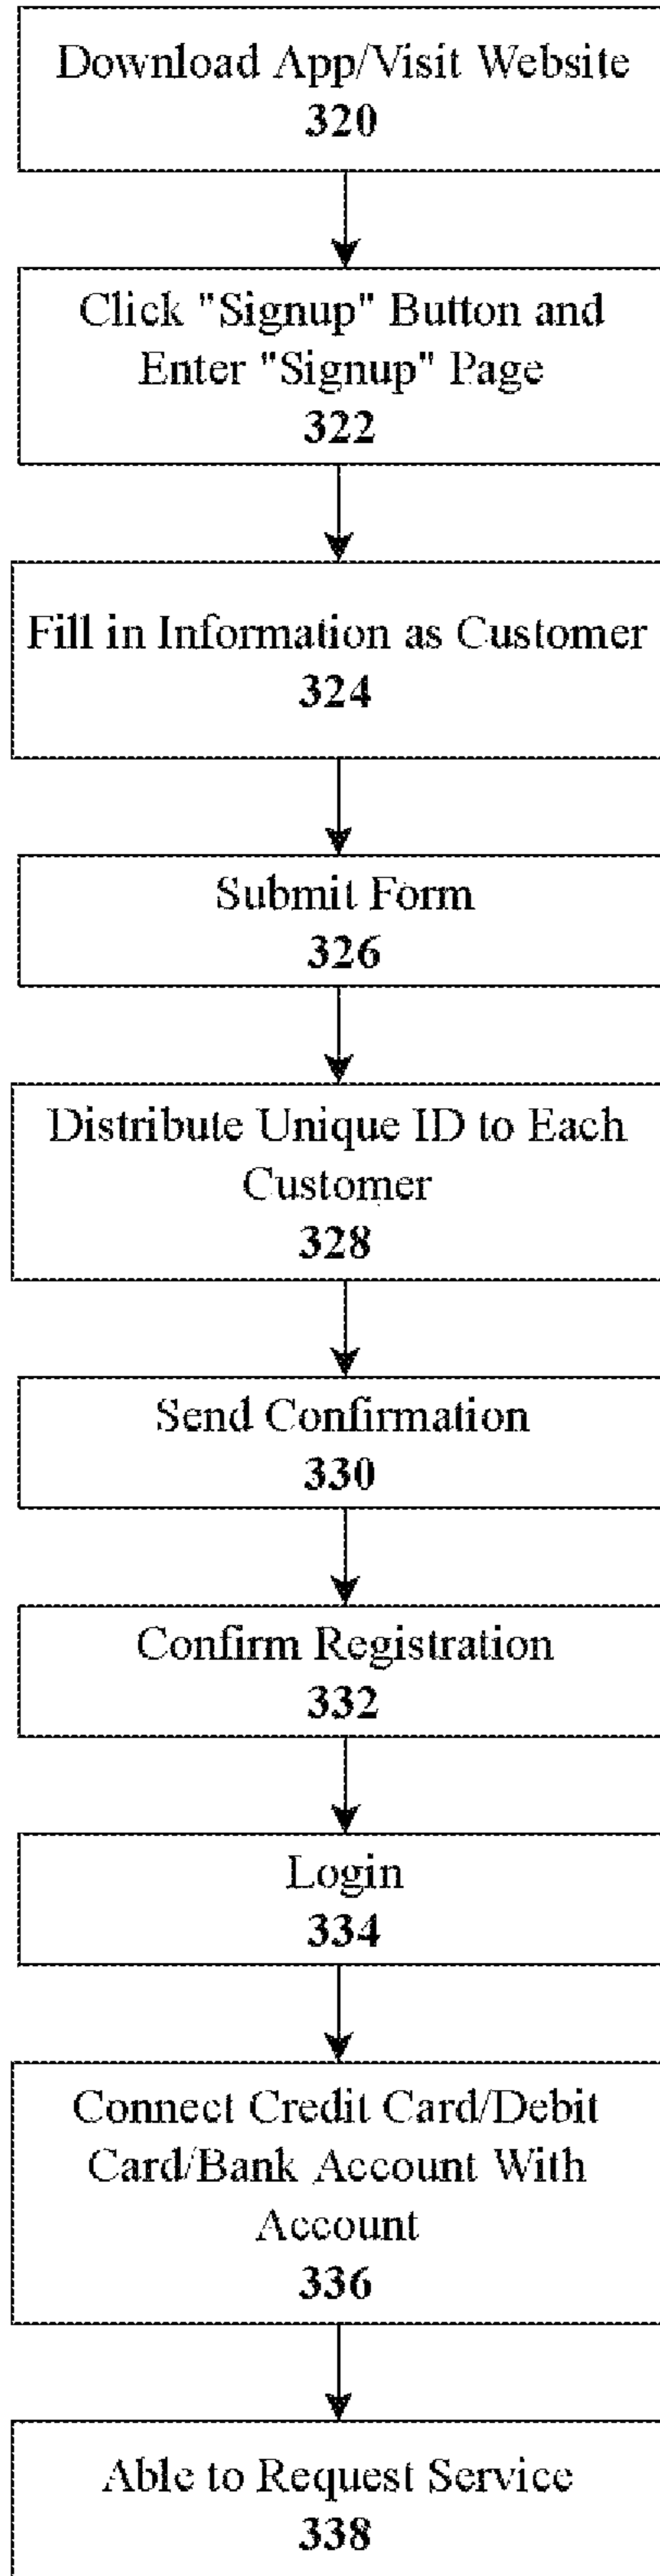 Download App/Visit Website
320
Click "Signup" Button and
Enter "Signup" Page
322
Fill in Information as Customer
324
Submit Form
326
Distribute Unique ID to Each
Customer
328
Send Confirmation
330
Confirm Registration
332
Login
334
Connect Credit Card/Debit
Card/Bank Account With
Account
336
Able to Request Service
338